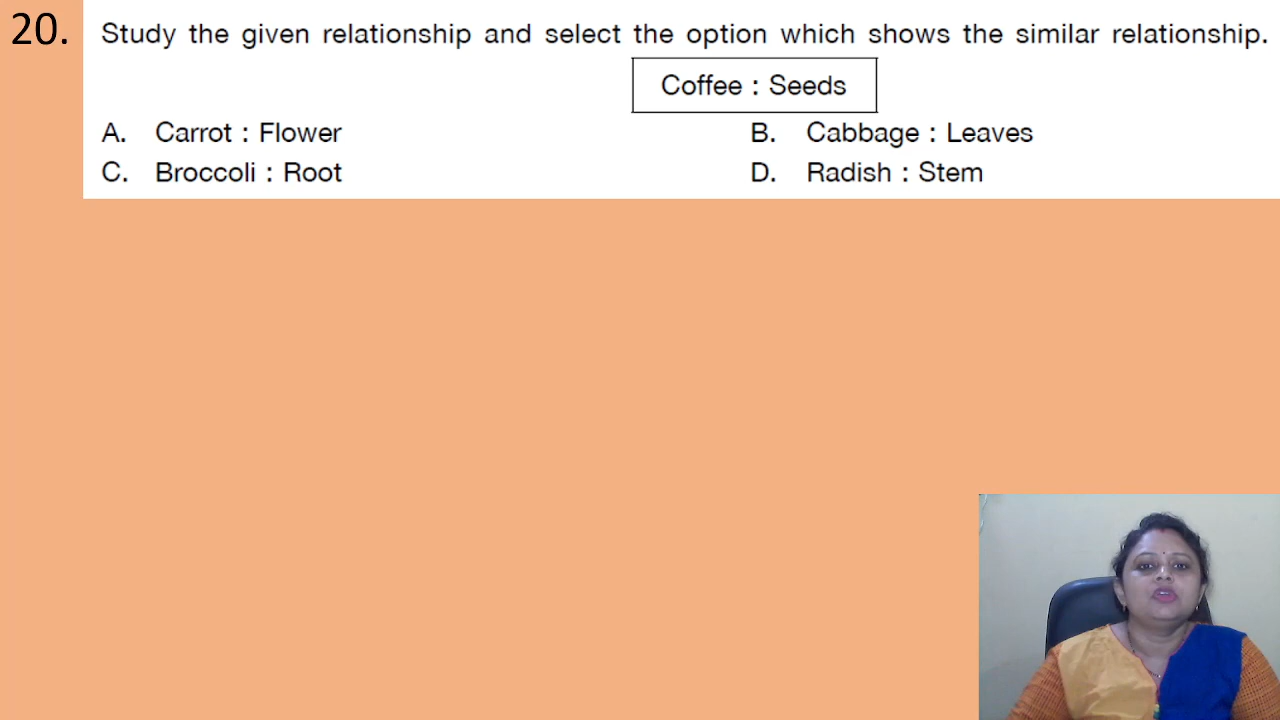 20. Study the given relationship and select the option which shows the similar relationship.
Coffee : Seeds
A. Carrot : Flower B. Cabbage : Leaves
C. Broccoli : Root D. Radish : Stem